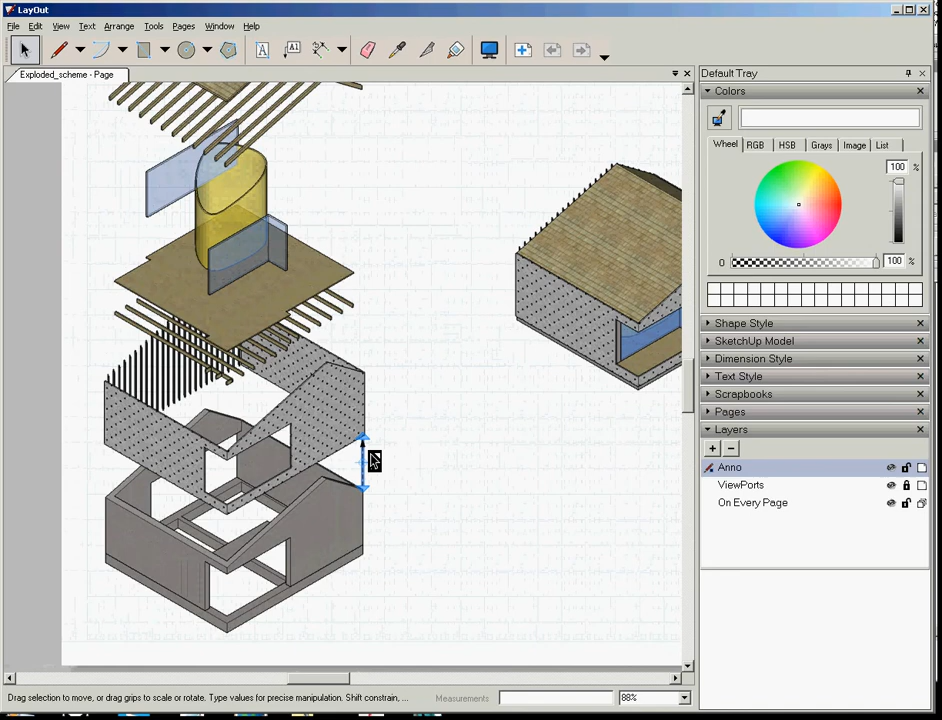 LayOut
File Edit View Text Arrange Tools Pages Window Help
A A1
Exploded_scheme - Page
Default Tray
Colors
Wheel RGB HSB Grays Image List
100 %
0 100 %
Shape Style
SketchUp Model
Dimension Style
Text Style
Scrapbooks
Pages
Layers
Anno
ViewPorts
On Every Page
Drag selection to move, or drag grips to scale or rotate. Type values for precise manipulation. Shift constrain, ... Measurements 88%